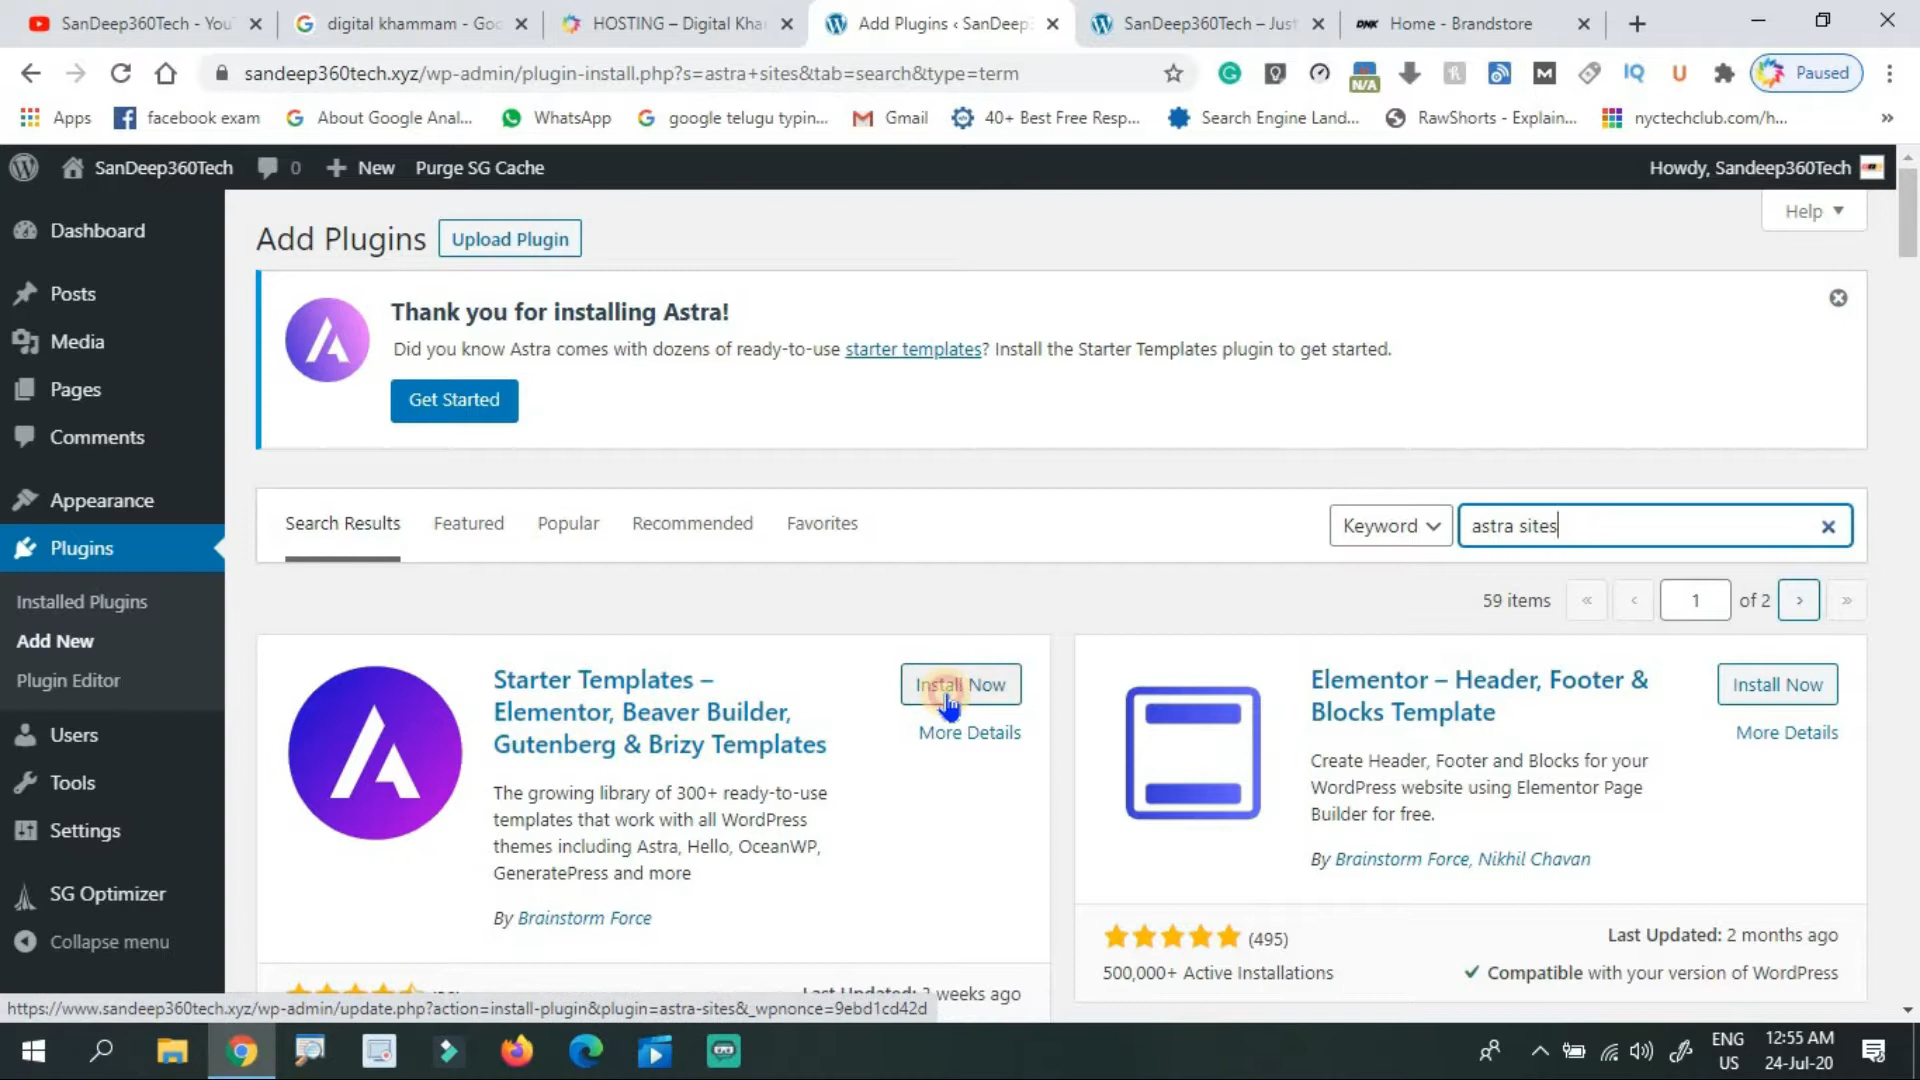 SanDeep360Tech - You
digital khammam - Goo
HOSTING – Digital Kha
Add Plugins ‹ SanDeep
SanDeep360Tech – Just
DNK Home - Brandstore
sandeep360tech.xyz/wp-admin/plugin-install.php?s=astra+sites&tab=search&type=term
N/A
IQ
U
Paused
Apps
facebook exam
About Google Anal...
WhatsApp
google telugu typin...
Gmail
40+ Best Free Resp...
Search Engine Land...
RawShorts - Explain...
nyctechclub.com/h...
»
SanDeep360Tech
0
New
Purge SG Cache
Howdy, Sandeep360Tech
Help
Dashboard
Posts
Media
Pages
Comments
Appearance
Plugins
Installed Plugins
Add New
Plugin Editor
Users
Tools
Settings
SG Optimizer
Collapse menu
Add Plugins
Upload Plugin
Thank you for installing Astra!
Did you know Astra comes with dozens of ready-to-use starter templates? Install the Starter Templates plugin to get started.
Get Started
Search Results
Featured
Popular
Recommended
Favorites
Keyword
astra sites
59 items « ‹ 1 of 2 › »
Starter Templates –
Elementor, Beaver Builder,
Gutenberg & Brizy Templates
Install Now
More Details
The growing library of 300+ ready-to-use
templates that work with all WordPress
themes including Astra, Hello, OceanWP,
GeneratePress and more
By Brainstorm Force
weeks ago
Elementor – Header, Footer &
Blocks Template
Install Now
More Details
Create Header, Footer and Blocks for your
WordPress website using Elementor Page
Builder for free.
By Brainstorm Force, Nikhil Chavan
(495)
500,000+ Active Installations
Last Updated: 2 months ago
Compatible with your version of WordPress
https://www.sandeep360tech.xyz/wp-admin/update.php?action=install-plugin&plugin=astra-sites&_wpnonce=9ebd1cd42d
ENG
US
12:55 AM
24-Jul-20